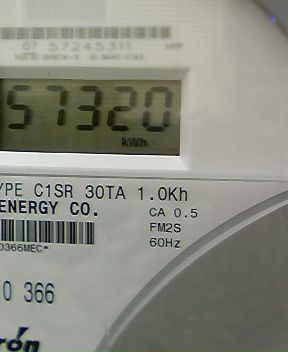 07 57245311
57320
kWh
YPE C1SR 30TA 1.0Kh
ENERGY CO.
CA 0.5
FM2S
60Hz
0366MEC*
0 366
rón